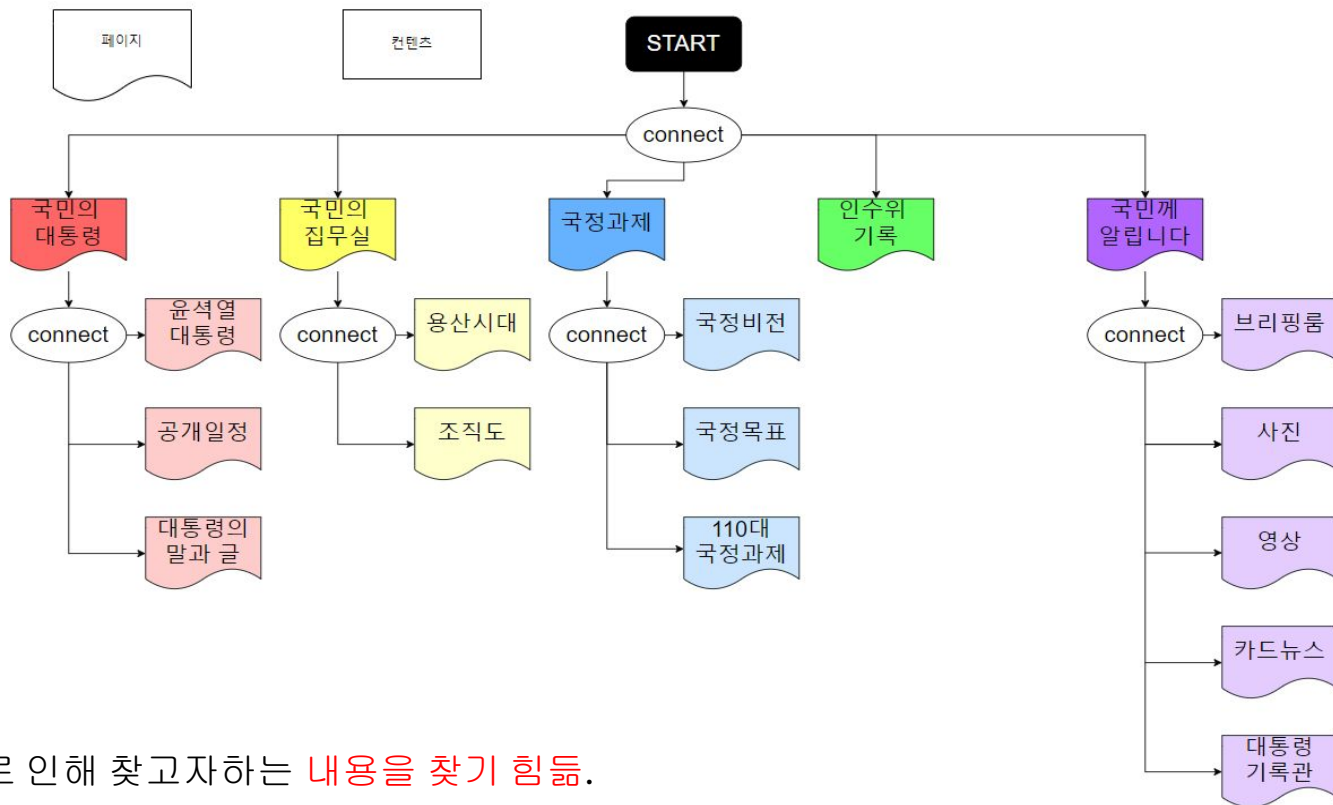 페이지
컨텐츠
START
connect
국민의
대통령
국민의
집무실
국정과제
인수위
기록
국민께
알립니다
connect
윤석열
대통령
connect
용산시대
connect
국정비전
connect
브리핑룸
공개일정
조직도
국정목표
사진
대통령의
말과 글
110대
국정과제
영상
카드뉴스
대통령
기록관
인해 찾고자하는 내용을 찾기 힘듦.